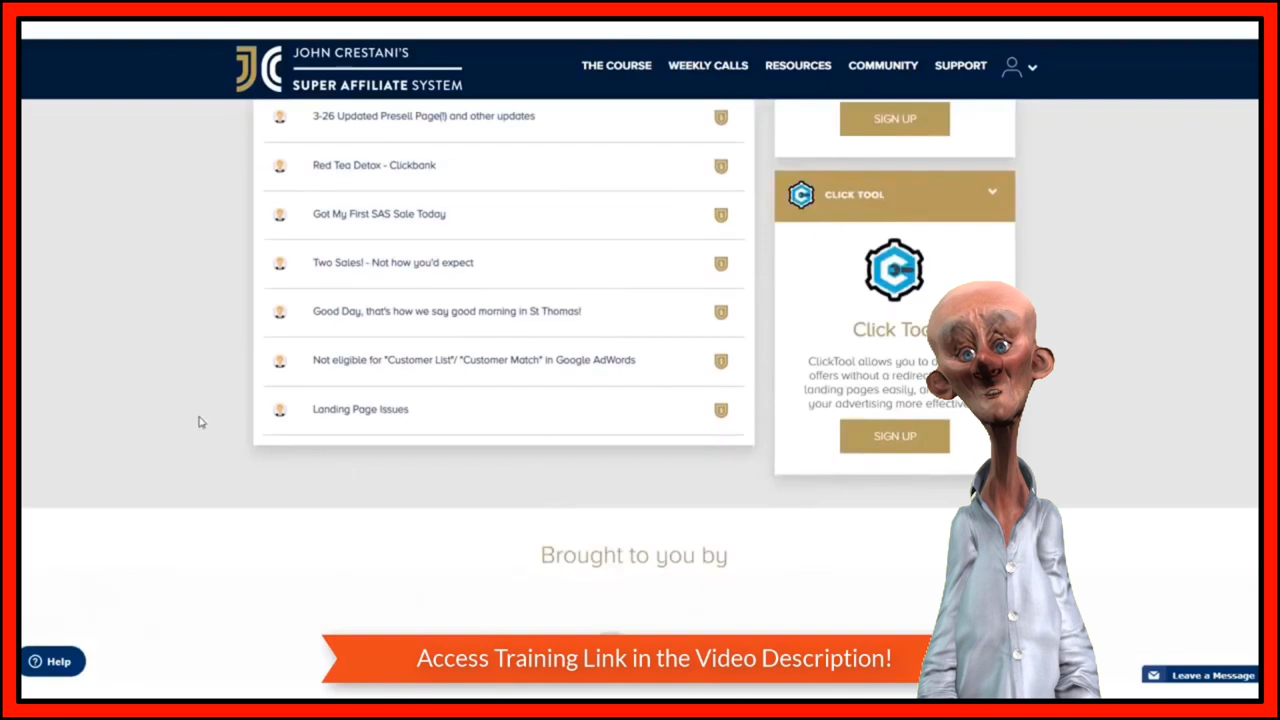 JOHN CRESTANI'S
SUPER AFFILIATE SYSTEM
THE COURSE WEEKLY CALLS RESOURCES COMMUNITY SUPPORT
3-26 Updated Presell Page(!) and other updates
Red Tea Detox - Clickbank
Got My First SAS Sale Today
Two Sales! - Not how you'd expect
Good Day, that's how we say good morning in St Thomas!
Not eligible for "Customer List"/ "Customer Match" in Google AdWords
Landing Page Issues
SIGN UP
CLICK TOOL
Click
ClickTool allows you to
offers without a
landing pages easily,
your advertising more
SIGN UP
Brought to you by
Access Training Link in the Video Description!
Help
Leave a Message